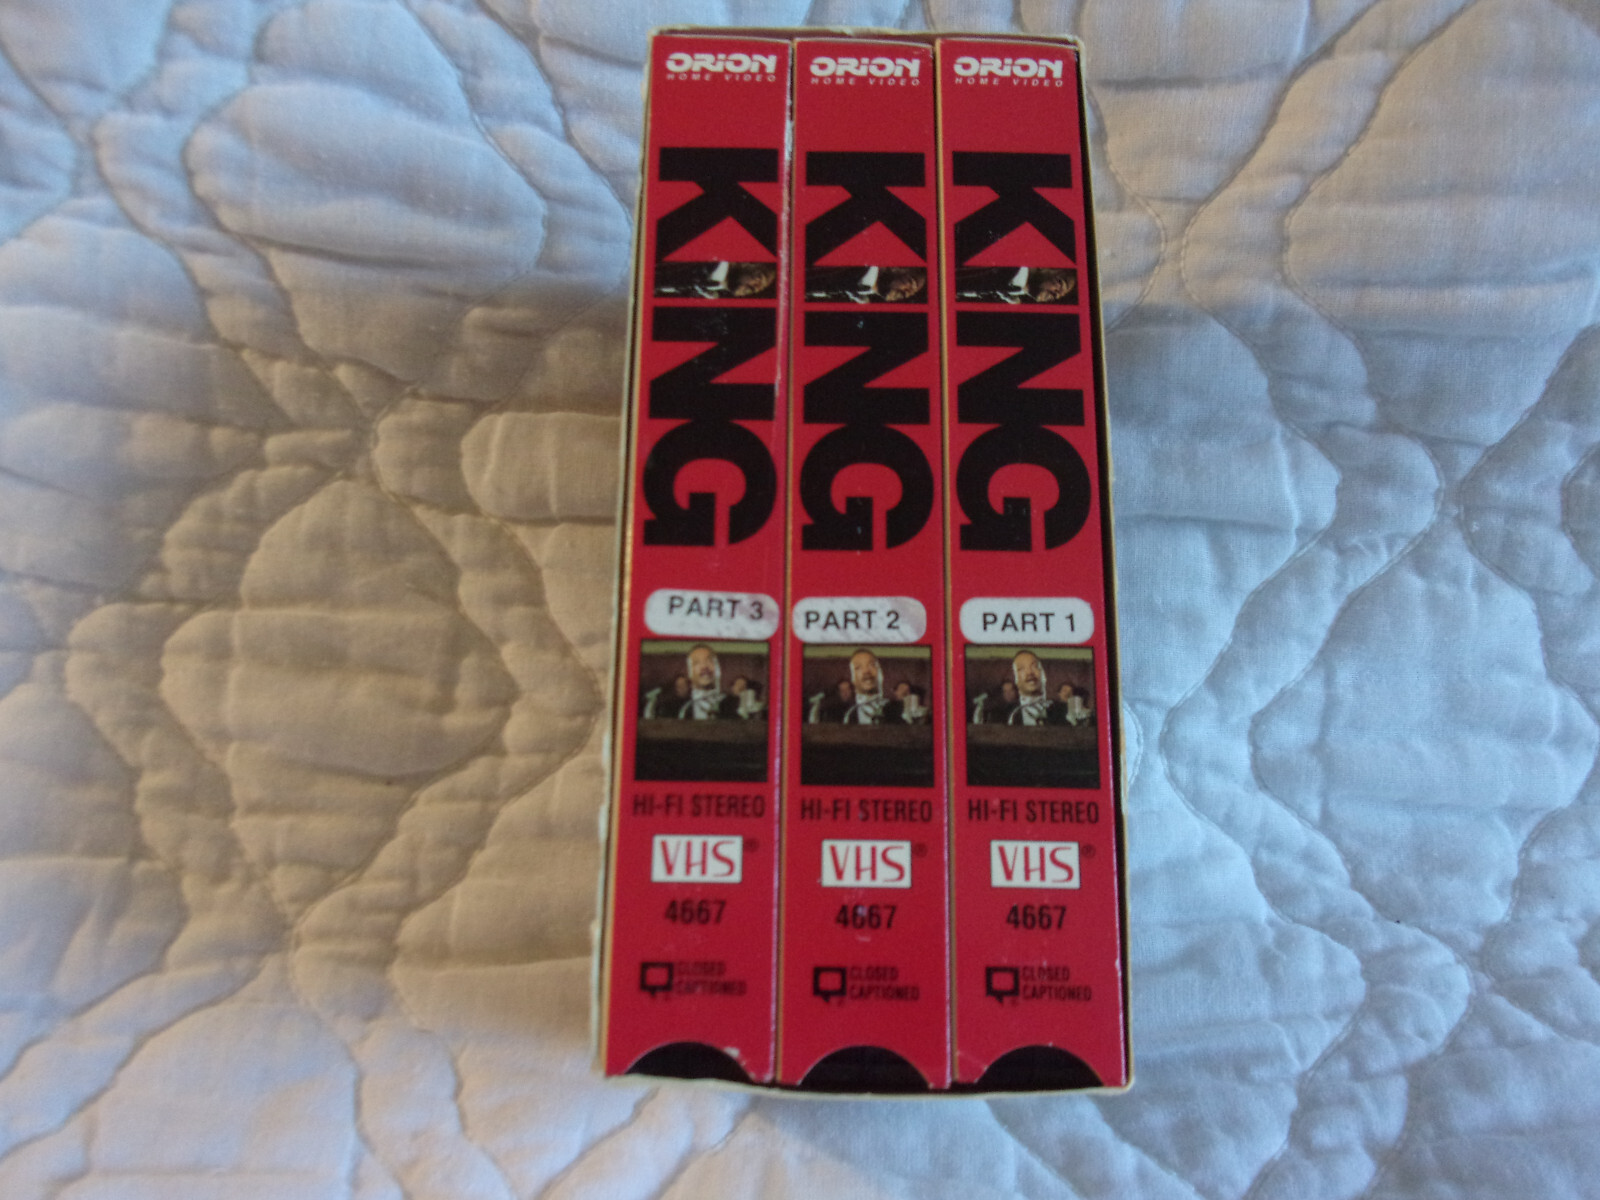 ORION
HOME VIDEO
KING
PART 3
HI-FI STEREO
VHS®
4667
CLOSED
CAPTIONED
ORION
HOME VIDEO
KING
PART 2
HI-FI STEREO
VHS®
4667
CLOSED
CAPTIONED
ORION
HOME VIDEO
KING
PART 1
HI-FI STEREO
VHS®
4667
CLOSED
CAPTIONED